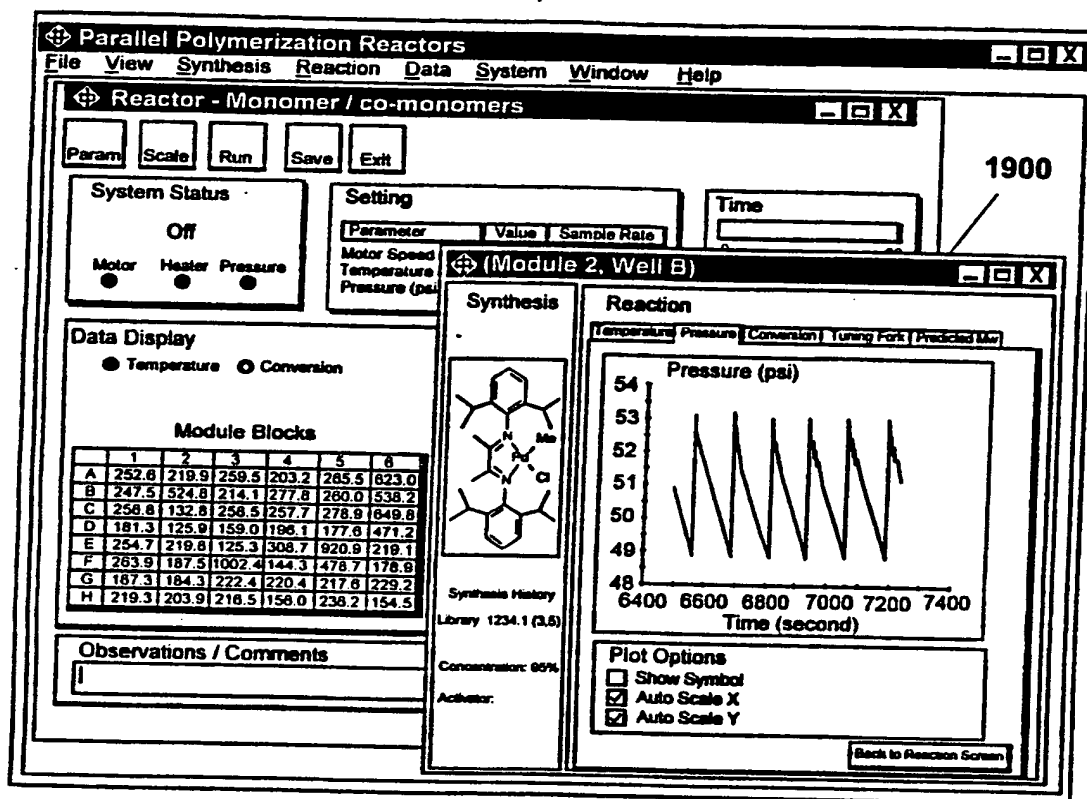 Parallel Polymerization Reactors
File View Synthesis Reaction Data System Window Help
Reactor - Monomer / co-monomers
Param Scale Run Save Exit
1900
System Status
Off
Motor Heater Pressure
Setting
Parameter Value Sample Rate
Motor Speed
Temperature
Pressure (psi
Time
Data Display
Temperature Conversion
Module Blocks
1 2 3 4 5 6
A 252.6 219.9 259.5 203.2 265.5 623.0
B 247.5 524.8 214.1 277.8 260.0 538.2
C 256.8 132.8 258.5 257.7 278.9 649.8
D 181.3 125.9 159.0 196.1 177.6 471.2
E 254.7 219.8 125.3 308.7 920.9 219.1
F 263.9 187.5 1002.4 144.3 478.7 178.9
G 187.3 184.3 222.4 220.4 217.6 229.2
H 219.3 203.9 216.5 156.0 236.2 154.5
Observations / Comments
(Module 2, Well B)
Synthesis
N
Me
Pd
Cl
N
Synthesis History
Library 1234.1 (3,5)
Concentration: 95%
Activator:
Reaction
Temperature Pressure Conversion Tuning Fork Predicted Mw
Pressure (psi)
54
53
52
51
50
49
48
6400 6600 6800 7000 7200 7400
Time (second)
Plot Options
Show Symbol
Auto Scale X
Auto Scale Y
Back to Reaction Screen